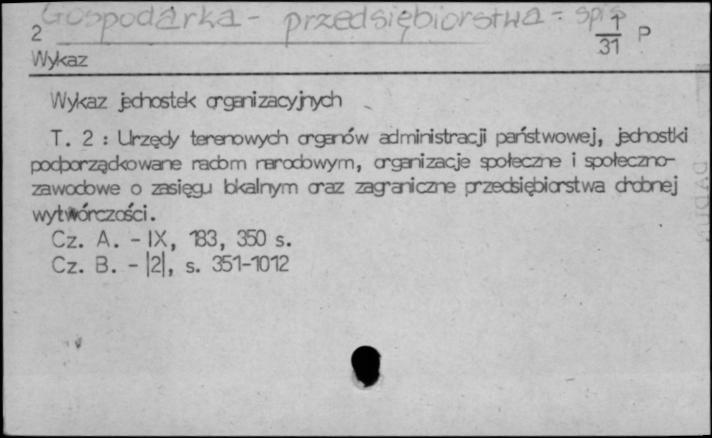 Gospodarka - przedsiębiorstwa - spis
2
1
31 P
Wykaz
Wykaz jednostek organizacyjnych
T. 2 : Urzędy terenowych organów administracji państwowej, jednostki
podporządkowane radom narodowym, organizacje społeczne i społeczno-
zawodowe o zasięgu lokalnym oraz zagraniczne przedsiębiorstwa drobnej
wytwórczości.
Cz. A. - IX, 183, 350 s.
Cz. B. - |2|, s. 351-1012